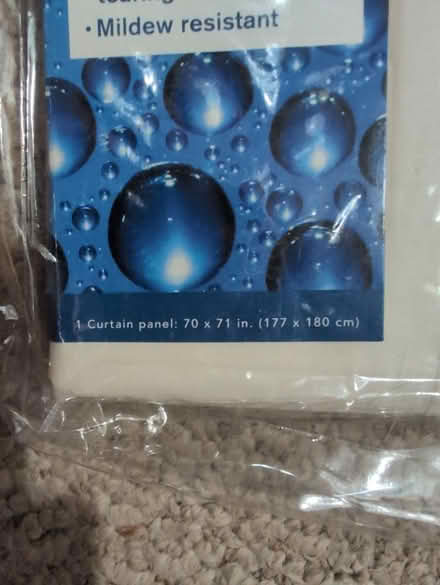 • Mildew resistant
1 Curtain panel: 70 x 71 in. (177 x 180 cm)